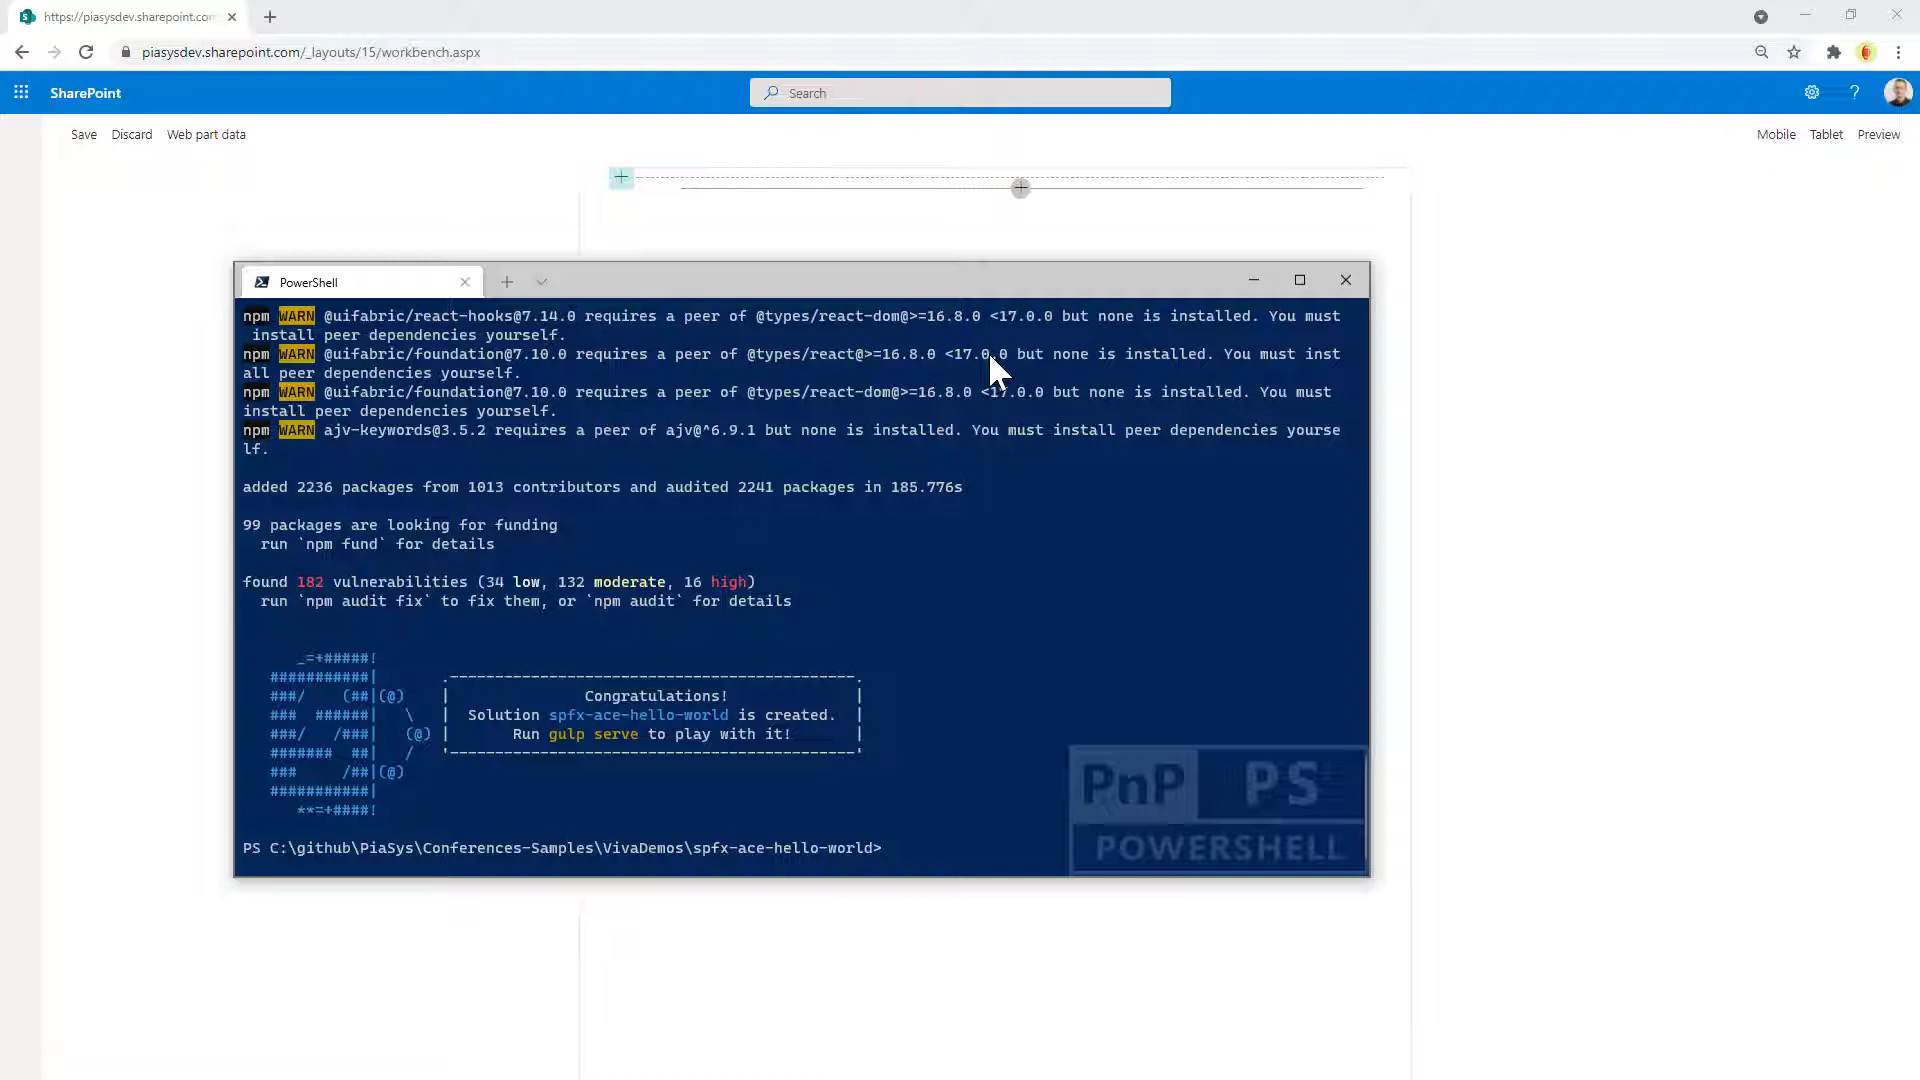 https://piasysdev.sharepoint.com
piasysdev.sharepoint.com/_layouts/15/workbench.aspx
SharePoint
Search
?
Save Discard Web part data
Mobile Tablet Preview
PowerShell
npm WARN @uifabric/react-hooks@7.14.0 requires a peer of @types/react-dom@>=16.8.0 <17.0.0 but none is installed. You must
install peer dependencies yourself.
npm WARN @uifabric/foundation@7.10.0 requires a peer of @types/react@>=16.8.0 <17.0.0 but none is installed. You must inst
all peer dependencies yourself.
npm WARN @uifabric/foundation@7.10.0 requires a peer of @types/react-dom@>=16.8.0 <17.0.0 but none is installed. You must
install peer dependencies yourself.
npm WARN ajv-keywords@3.5.2 requires a peer of ajv@^6.9.1 but none is installed. You must install peer dependencies yourse
lf.
added 2236 packages from 1013 contributors and audited 2241 packages in 185.776s
99 packages are looking for funding
run `npm fund` for details
found 182 vulnerabilities (34 low, 132 moderate, 16 high)
run `npm audit fix` to fix them, or `npm audit` for details
_=+#####!
###########|
###/    (##|(@)
###  ######|   \
###/   /###|   (@)
#######  ##|   /
###     /##|(@)
###########|
**=+####!
Congratulations!
Solution spfx-ace-hello-world is created.
Run gulp serve to play with it!
PS C:\github\PiaSys\Conferences-Samples\VivaDemos\spfx-ace-hello-world>
PnP PS
POWERSHELL